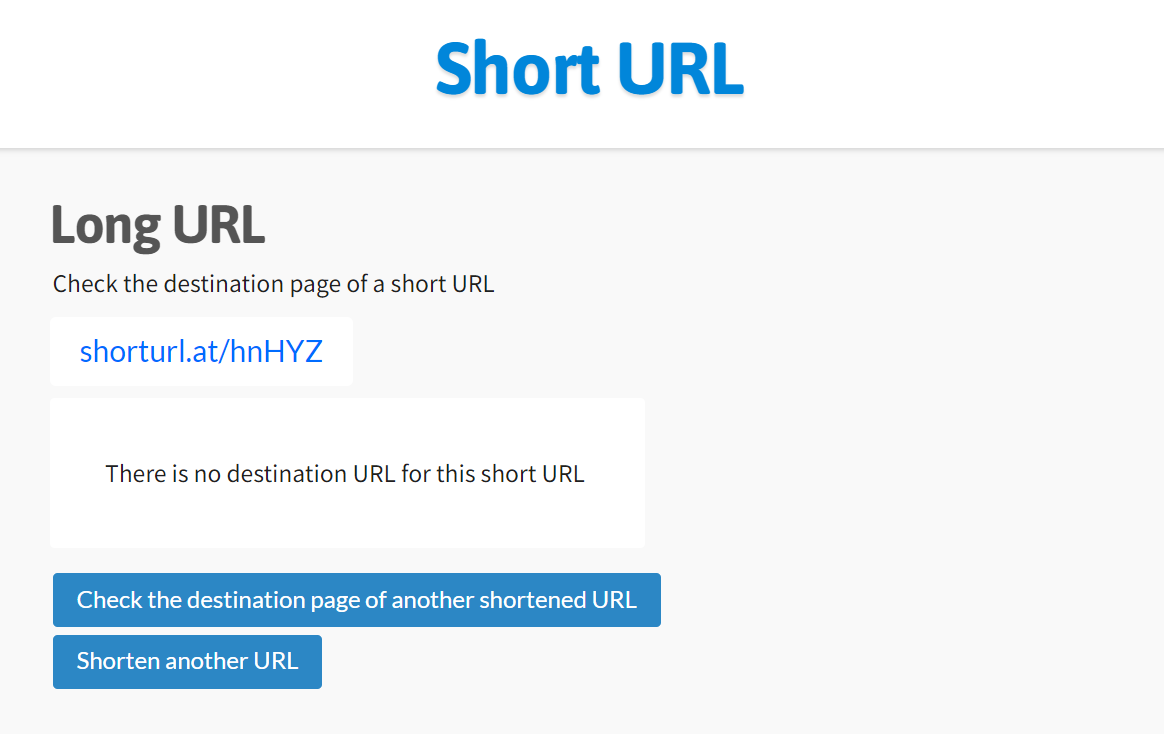 Short URL
Long URL
Check the destination page of a short URL
shorturl.at/hnHYZ
There is no destination URL for this short URL
Check the destination page of another shortened URL
Shorten another URL